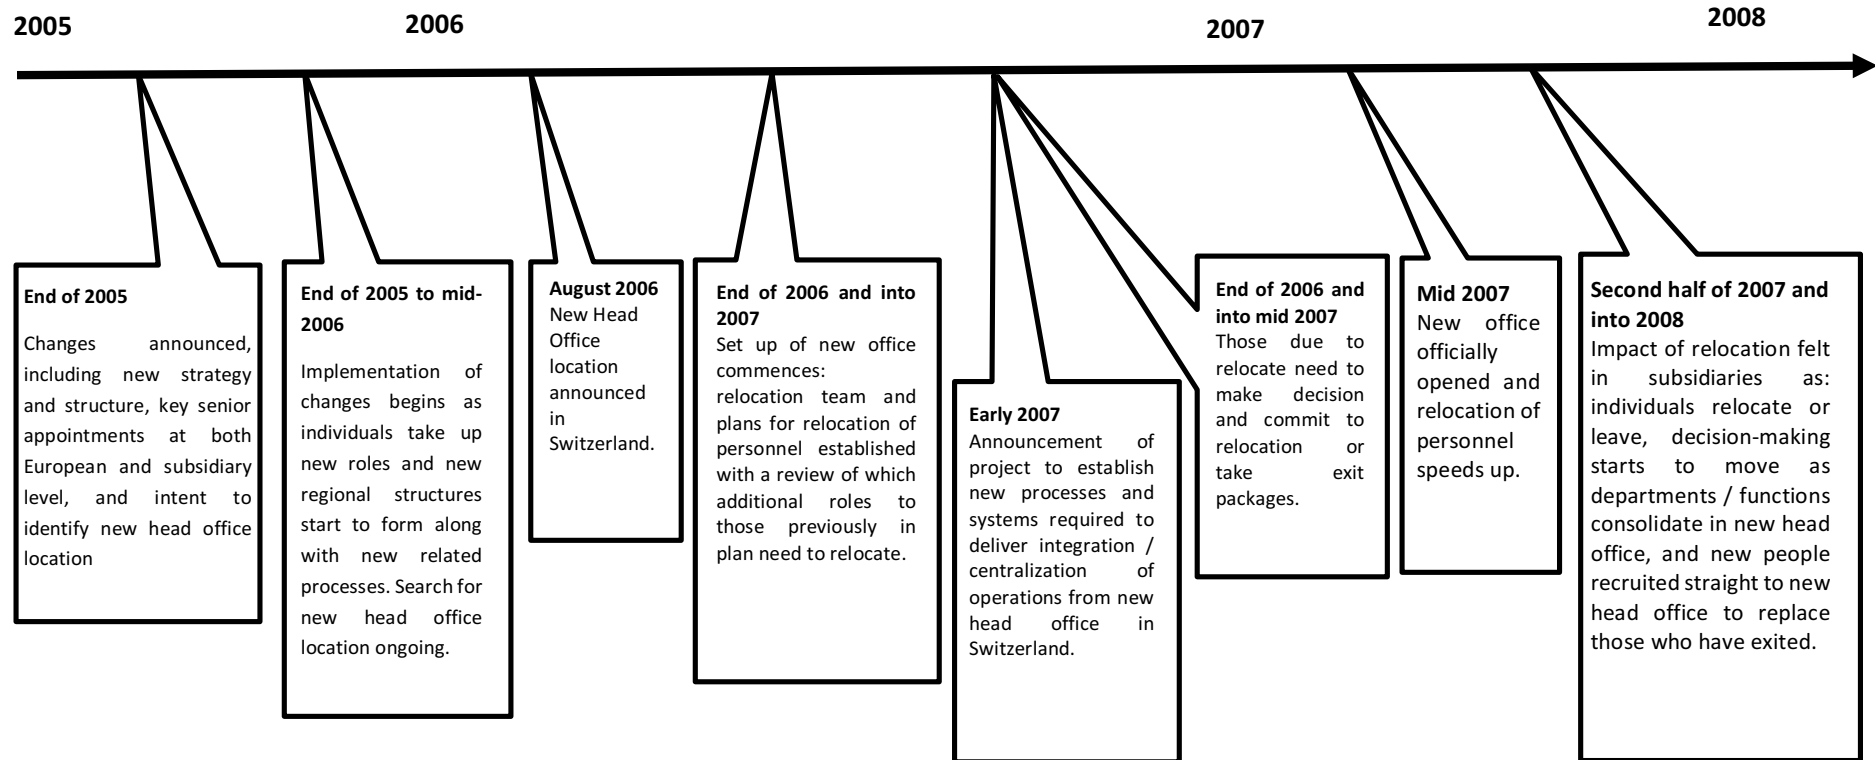 2005
2006
2007
2008
End of 2005
Changes announced,
including new strategy
and structure, key senior
appointments at both
European and subsidiary
level, and intent to
identify new head office
location
End of 2005 to mid-
2006
Implementation of
changes begins as
individuals take up
new roles and new
regional structures
start to form along
with new related
processes. Search for
new head office
location ongoing.
August 2006
New Head
Office
location
announced
in
Switzerland.
End of 2006 and into
2007
Set up of new office
commences:
relocation team and
plans for relocation of
personnel established
with a review of which
additional roles to
those previously in
plan need to relocate.
Early 2007
Announcement of
project to establish
new processes and
systems required to
deliver integration /
centralization of
operations from new
head office in
Switzerland.
End of 2006 and
into mid 2007
Those due to
relocate need to
make decision
and commit to
relocation or
take exit
packages.
Mid 2007
New office
officially
opened and
relocation of
personnel
speeds up.
Second half of 2007 and
into 2008
Impact of relocation felt
in subsidiaries as:
individuals relocate or
leave, decision-making
starts to move as
departments / functions
consolidate in new head
office, and new people
recruited straight to new
head office to replace
those who have exited.